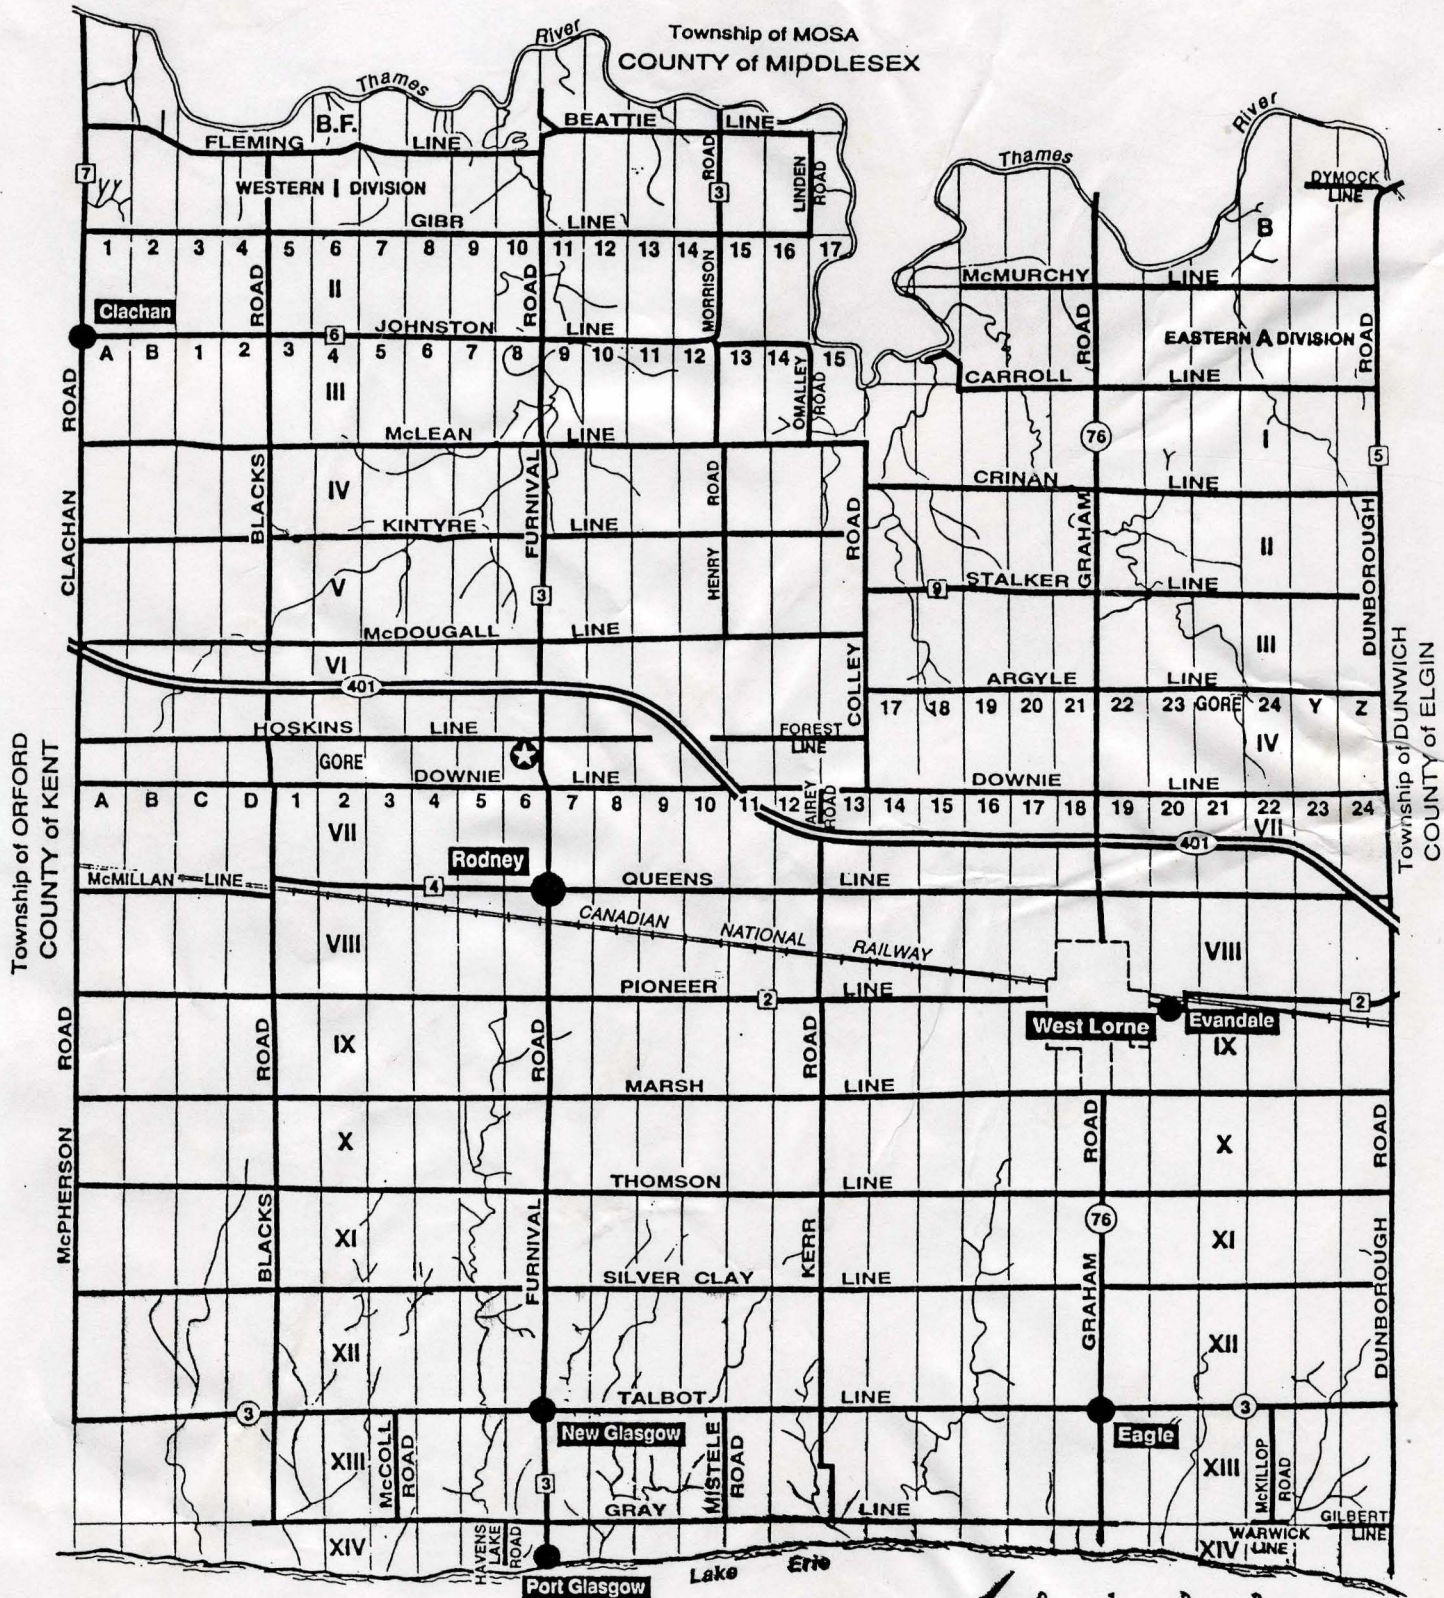 Township of MOSA
COUNTY of MIDDLESEX
Thames River
Thames River
B.F.
FLEMING LINE
BEATTIE LINE
7
WESTERN I DIVISION
ROAD
3
LINDEN ROAD
DYMOCK LINE
GIBB LINE
1 2 3 4 5 6 7 8 9 10 11 12 13 14 15 16 17
B
II
ROAD
ROAD
MORRISON
McMURCHY LINE
Clachan
6
JOHNSTON LINE
ROAD
EASTERN A DIVISION
ROAD
A B 1 2 3 4 5 6 7 8 9 10 11 12 13 14 15
III
OMALLEY ROAD
CARROLL LINE
ROAD
CLACHAN
McLEAN LINE
76
I
5
BLACKS
IV
FURNIVAL
ROAD
HENRY
ROAD
CRINAN LINE
KINTYRE LINE
GRAHAM
II
DUNBOROUGH
V
3
9
STALKER LINE
McDOUGALL LINE
III
VI
401
COLLEY
ARGYLE LINE
17 18 19 20 21 22 23 GORE 24 Y Z
HOSKINS LINE
FOREST LINE
IV
GORE
DOWNIE LINE
DOWNIE LINE
A B C D 1 2 3 4 5 6 7 8 9 10 11 12 13 14 15 16 17 18 19 20 21 22 23 24
AIREY ROAD
Township of ORFORD
COUNTY of KENT
Township of DUNWICH
COUNTY of ELGIN
VII
VII
401
Rodney
McMILLAN LINE
4
QUEENS LINE
CANADIAN NATIONAL RAILWAY
VIII
VIII
PIONEER LINE
2
2
West Lorne
Evandale
ROAD
ROAD
IX
ROAD
ROAD
IX
MARSH LINE
McPHERSON
X
ROAD
X
ROAD
THOMSON LINE
76
BLACKS
XI
FURNIVAL
KERR
XI
SILVER CLAY LINE
GRAHAM
DUNBOROUGH
XII
XII
TALBOT LINE
3
3
New Glasgow
Eagle
XIII
McCOLL ROAD
3
MISTELE ROAD
XIII
McKILLOP ROAD
GRAY LINE
GILBERT LINE
WARWICK LINE
XIV
HAVENS LAKE ROAD
XIV
Port Glasgow
Lake Erie